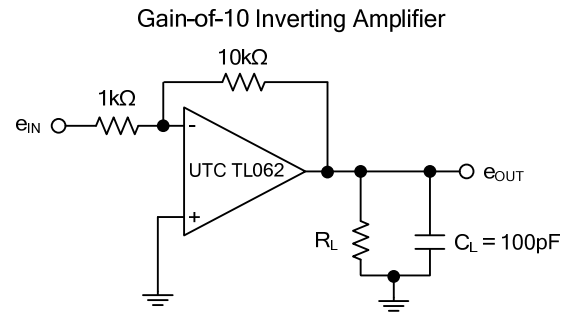 Gain-of-10 Inverting Amplifier
10kΩ
1kΩ
eIN
-
UTC TL062
+
eOUT
RL
CL = 100pF